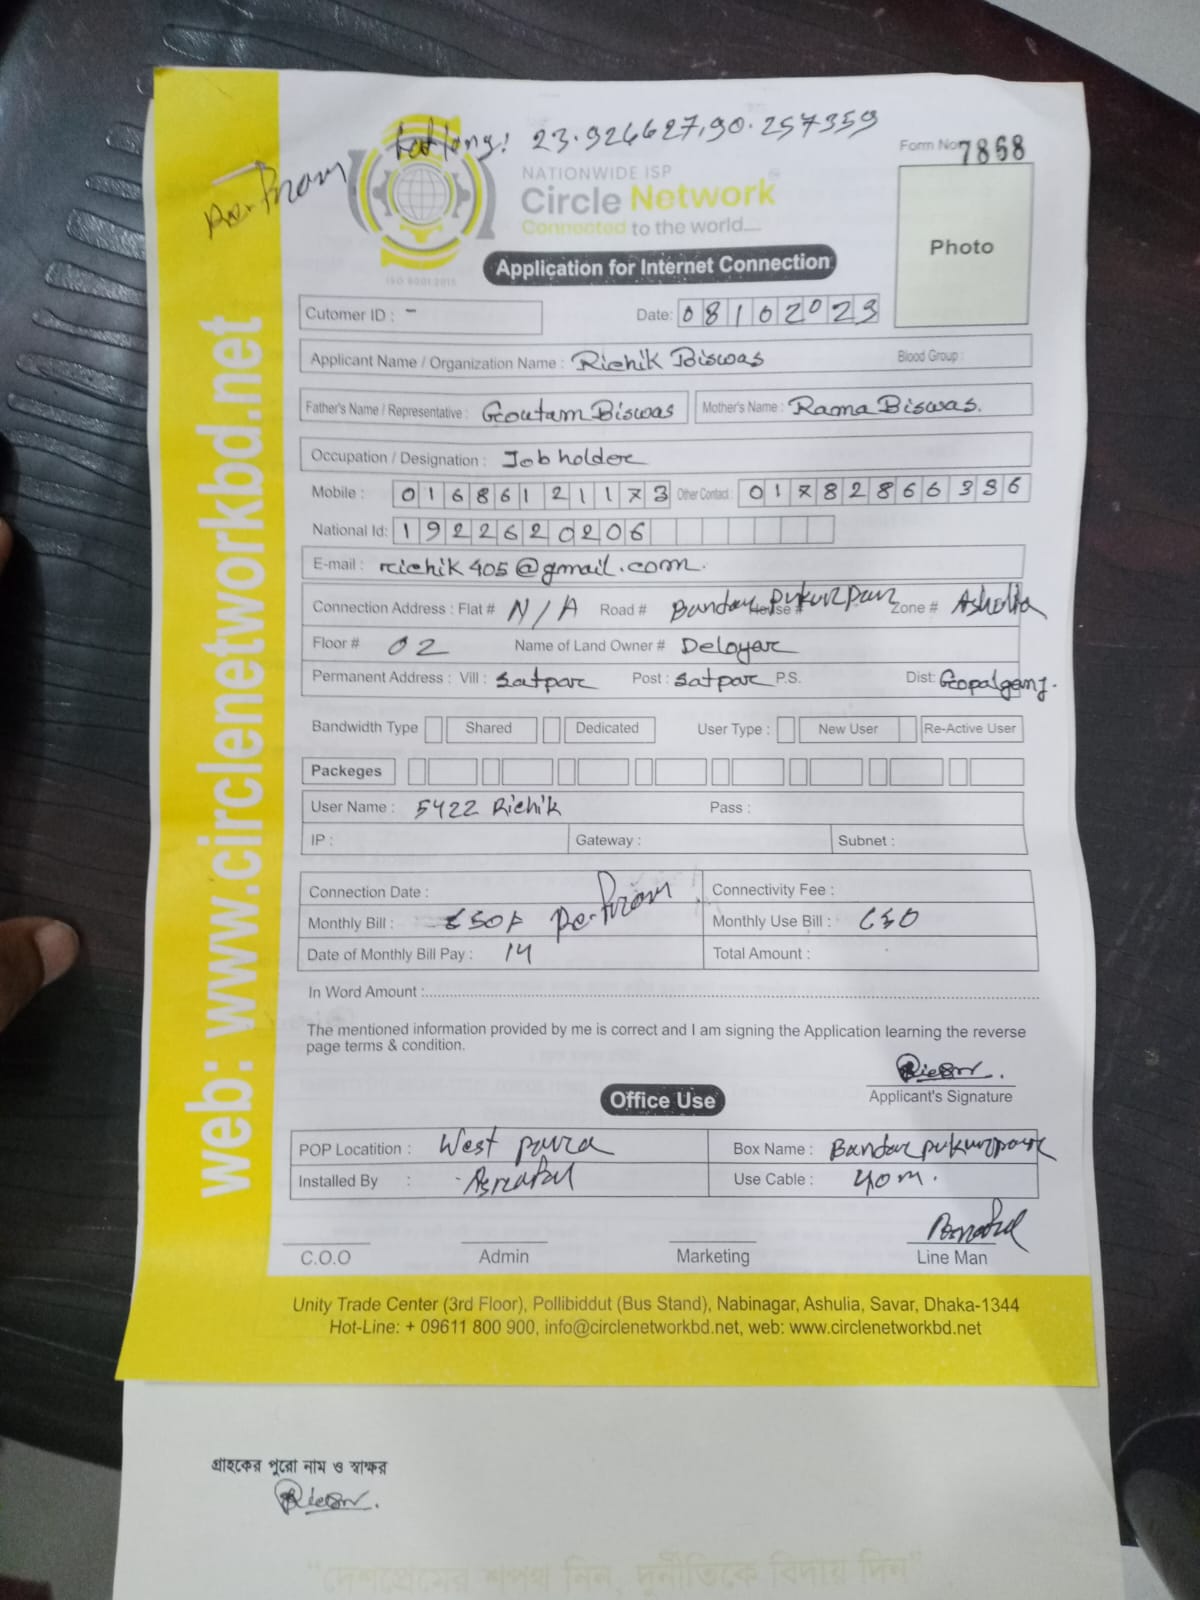 Lat long: 23.926627,90.257359
Form No 7868
NATIONWIDE ISP
Circle Network
Connected to the world....
ISO 9001:2015
Photo
Application for Internet Connection
Cutomer ID : -
Date: 08102023
Applicant Name / Organization Name : Richik Biswas Blood Group :
Father's Name / Representative : Goutam Biswas Mother's Name : Rama Biswas.
Occupation / Designation : Job holder
Mobile : 01686121173 Other Contact : 01782866336
National Id: 1922620206
E-mail : richik405@gmail.com.
Connection Address : Flat # N/A Road # House # Bandar pukurpar Zone # Ashulia
Floor # 02 Name of Land Owner # Deloyar
Permanent Address : Vill : Satpar Post : Satpar P.S. Dist: Gopalganj.
Bandwidth Type Shared Dedicated User Type : New User Re-Active User
Packeges
User Name : 5422 Richik Pass :
IP : Gateway : Subnet :
Connection Date : Connectivity Fee :
Monthly Bill : Monthly Use Bill :
Date of Monthly Bill Pay : 14 Total Amount :
In Word Amount :
The mentioned information provided by me is correct and I am signing the Application learning the reverse
page terms & condition.
Applicant's Signature
Office Use
POP Locatition : West para Box Name : Bandar pukurpar
Installed By : Use Cable : 40 m.
C.O.O Admin Marketing Line Man
Unity Trade Center (3rd Floor), Pollibiddut (Bus Stand), Nabinagar, Ashulia, Savar, Dhaka-1344
Hot-Line: + 09611 800 900, info@circlenetworkbd.net, web: www.circlenetworkbd.net
web: www.circlenetworkbd.net
গ্রাহকের পুরো নাম ও স্বাক্ষর
"দেশপ্রেমের শপথ নিন, দুর্নীতিকে বিদায় দিন"